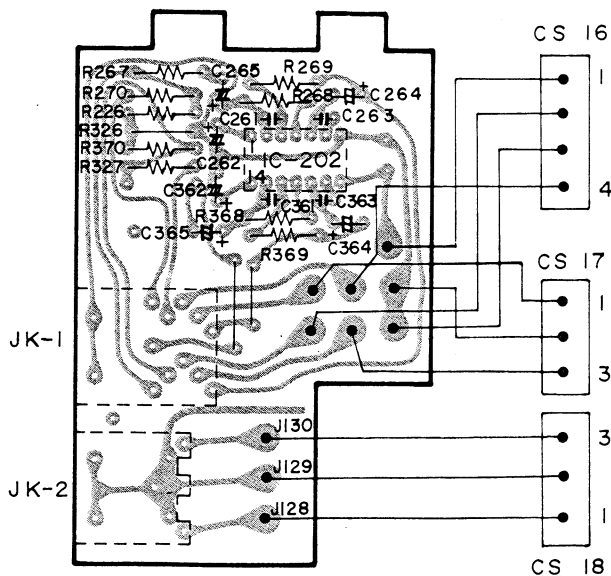 CS 16
R267
C265
R269
1
R270
R268
C264
R226
C261
C263
R326
R370
IC-202
R327
C262
14
4
C362
C361
C363
R368
C365
R369
C364
CS 17
1
JK-1
3
J130
3
J129
JK-2
J128
1
CS 18